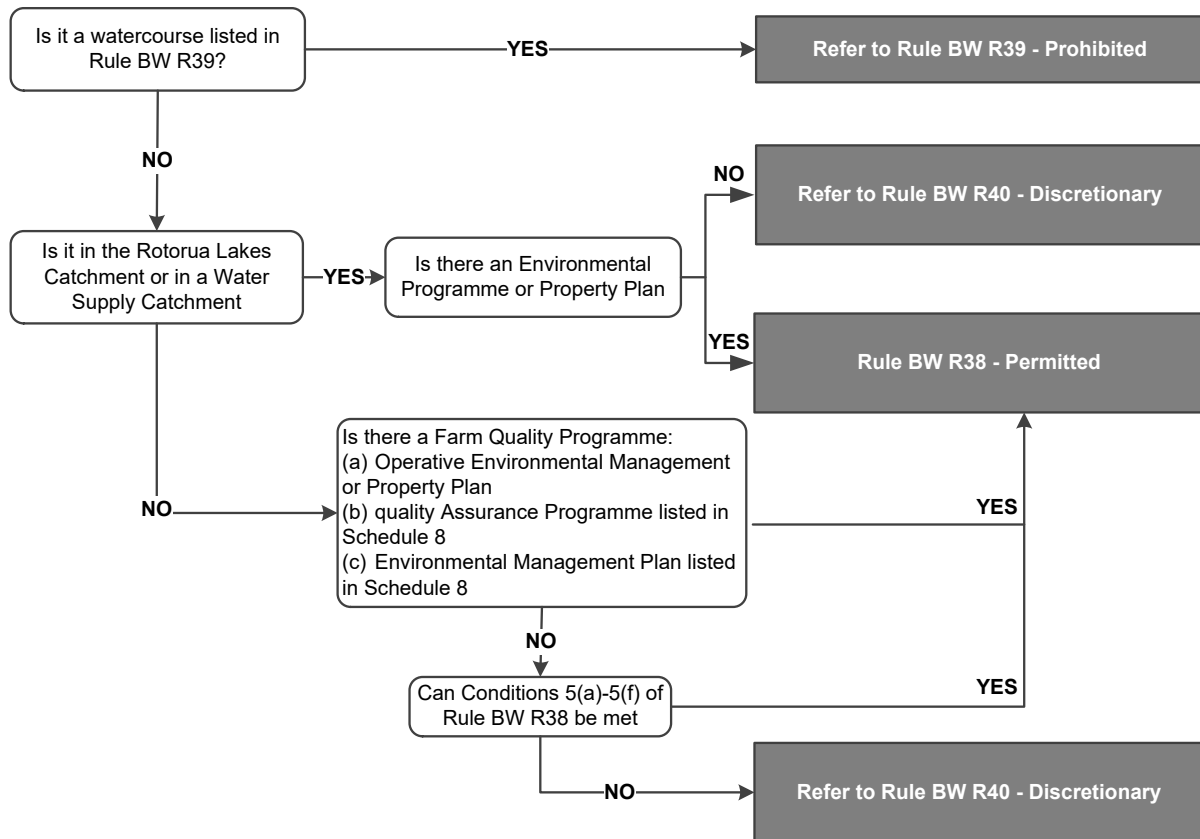 Is it a watercourse listed in
Rule BW R39?
YES
Refer to Rule BW R39 - Prohibited
NO
Is it in the Rotorua Lakes
Catchment or in a Water
Supply Catchment
YES
Is there an Environmental
Programme or Property Plan
NO
Refer to Rule BW R40 - Discretionary
YES
Rule BW R38 - Permitted
NO
Is there a Farm Quality Programme:
(a) Operative Environmental Management
or Property Plan
(b) quality Assurance Programme listed in
Schedule 8
(c) Environmental Management Plan listed
in Schedule 8
YES
NO
Can Conditions 5(a)-5(f) of
Rule BW R38 be met
YES
NO
Refer to Rule BW R40 - Discretionary